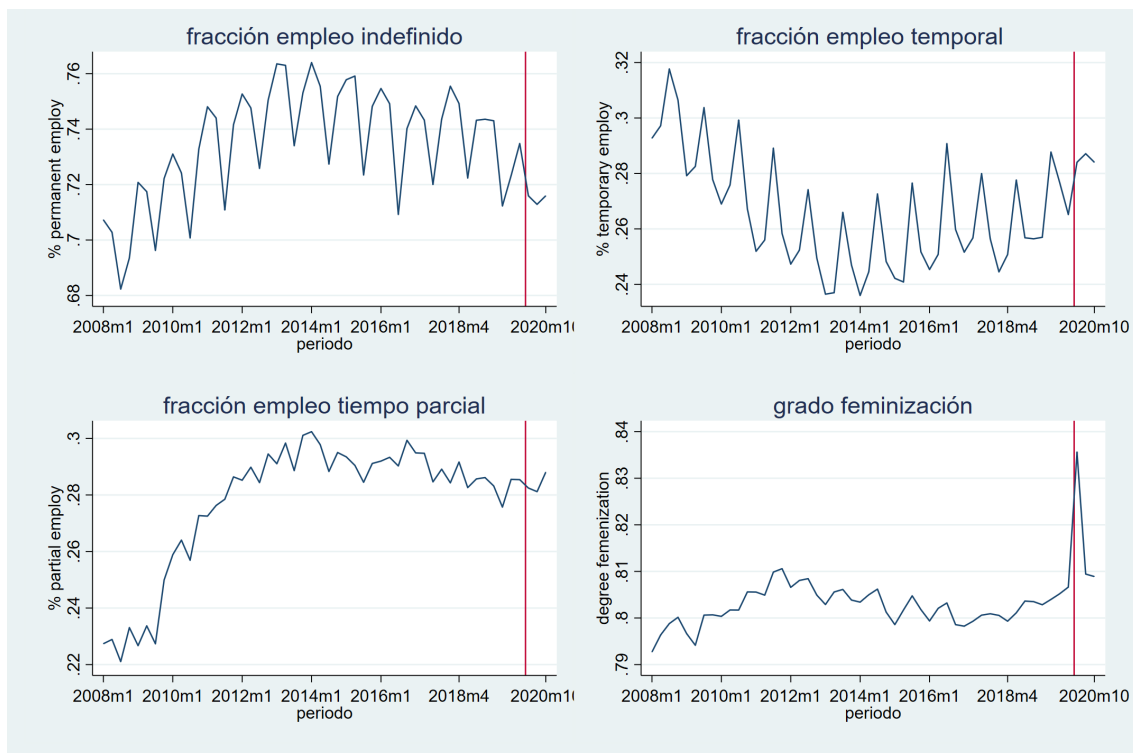 fracción empleo indefinido
% permanent employ
.76
.74
.72
.7
.68
2008m1 2010m1 2012m1 2014m1 2016m1 2018m4 2020m10
periodo
fracción empleo temporal
% temporary employ
.32
.3
.28
.26
.24
2008m1 2010m1 2012m1 2014m1 2016m1 2018m4 2020m10
periodo
fracción empleo tiempo parcial
% partial employ
.3
.28
.26
.24
.22
2008m1 2010m1 2012m1 2014m1 2016m1 2018m4 2020m10
periodo
grado feminización
degree femenization
.84
.83
.82
.81
.8
.79
2008m1 2010m1 2012m1 2014m1 2016m1 2018m4 2020m10
periodo